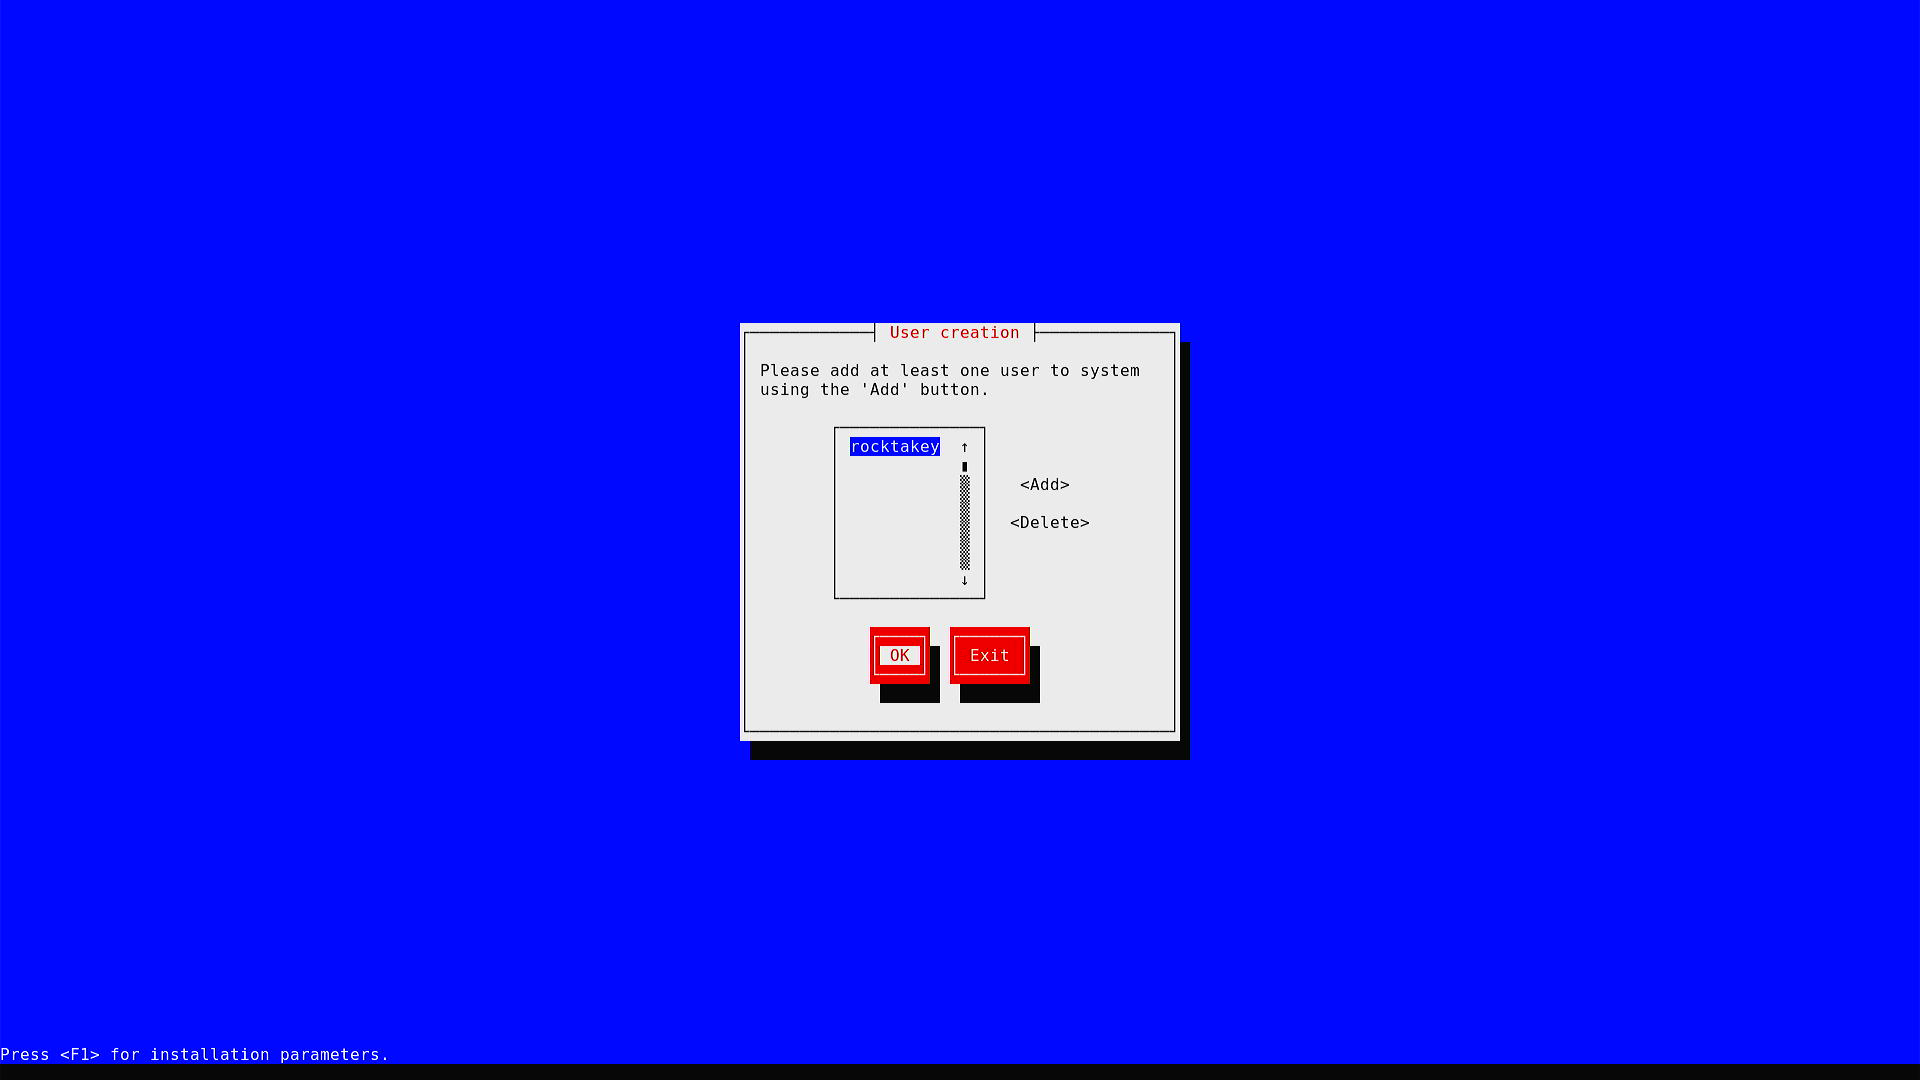 User creation
Please add at least one user to system
using the 'Add' button.
rocktakey ↑
<Add>
<Delete>
↓
OK Exit
Press <F1> for installation parameters.